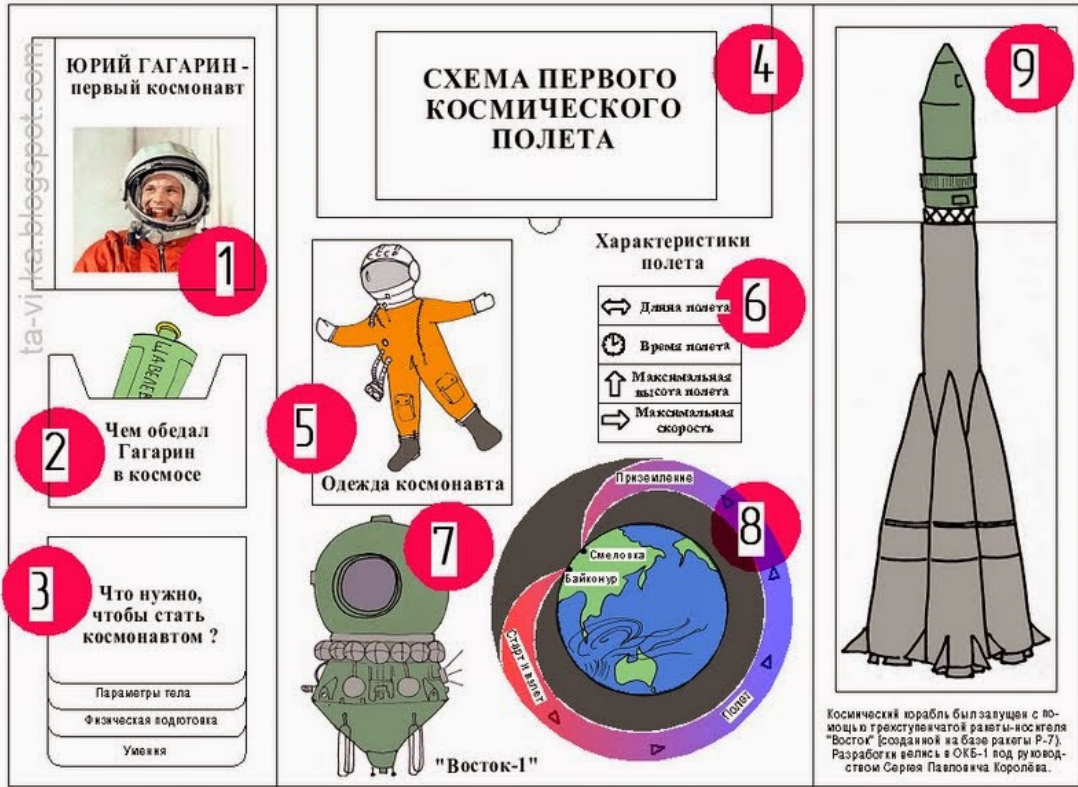 ta-vi-ka.blogspot.com
ЮРИЙ ГАГАРИН -
первый космонавт
1
ЩАВЕЛЕВ
2
Чем обедал
Гагарин
в космосе
3
Что нужно,
чтобы стать
космонавтом ?
Параметры тела
Физическая подготовка
Умения
СХЕМА ПЕРВОГО
КОСМИЧЕСКОГО
ПОЛЕТА
4
СССР
5
Одежда космонавта
Характеристики
полета
6
Длина полета
Время полета
Максимальная
высота полета
Максимальная
скорость
7
"Восток-1"
8
Приземление
Смеловка
Байконур
Старт и взлет
Полет
9
Космический корабль был запущен с по-
мощью трехступенчатой ракеты-носителя
"Восток" (созданной на базе ракеты Р-7).
Разработки велись в ОКБ-1 под руковод-
ством Сергея Павловича Королёва.